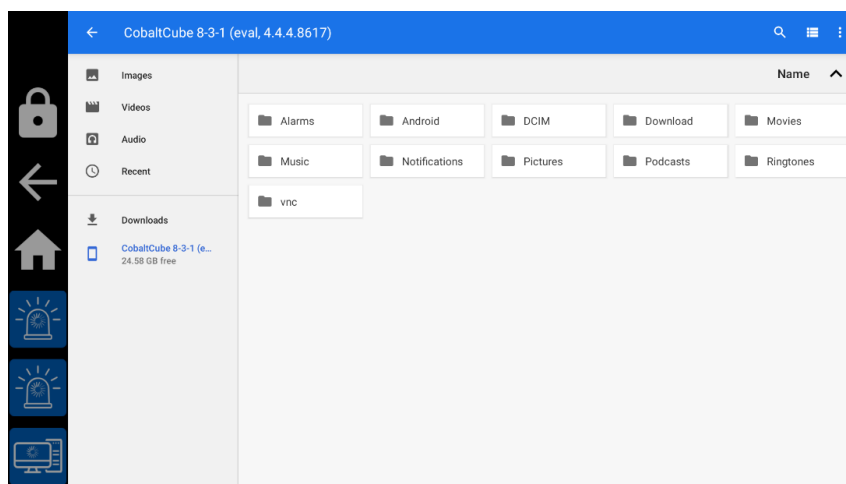 CobaltCube 8-3-1 (eval, 4.4.4.8617)
Images
Videos
Audio
Recent
Downloads
CobaltCube 8-3-1 (e...
24.58 GB free
Name
Alarms
Android
DCIM
Download
Movies
Music
Notifications
Pictures
Podcasts
Ringtones
vnc